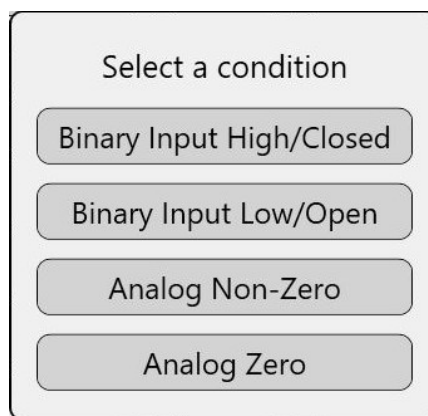 Select a condition
Binary Input High/Closed
Binary Input Low/Open
Analog Non-Zero
Analog Zero